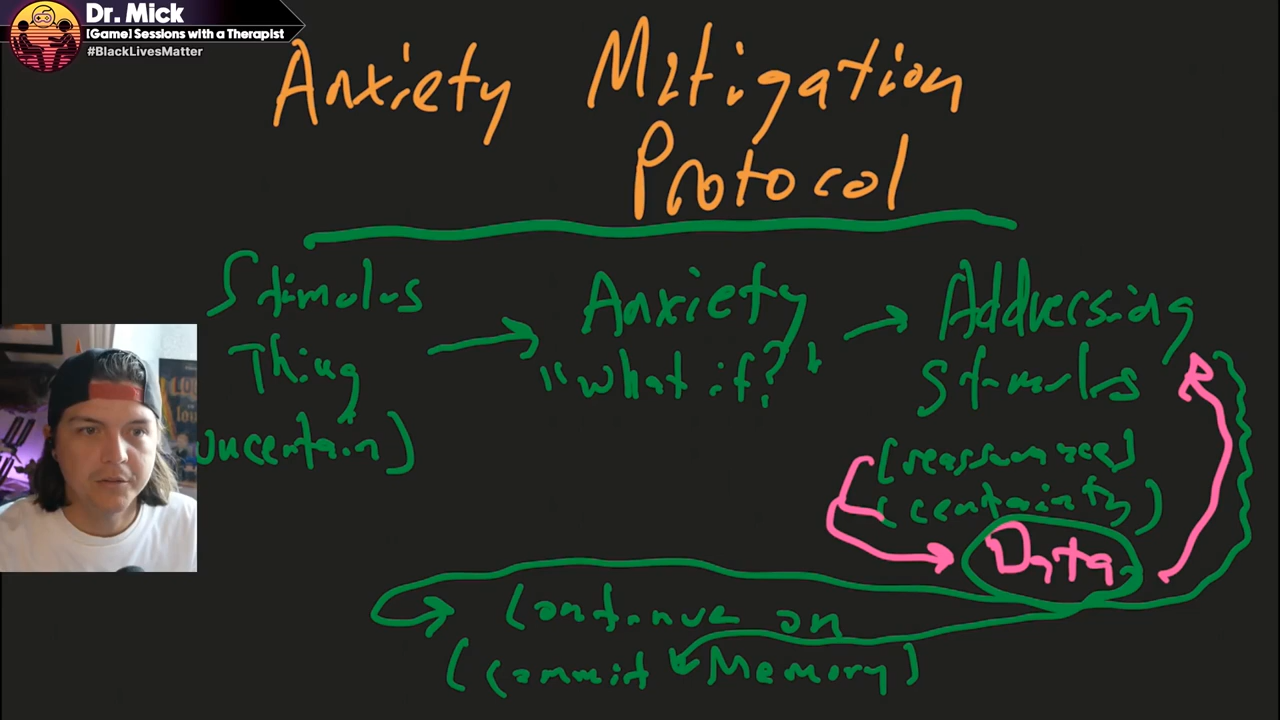 Dr. Mick
[Game] Sessions with a Therapist
#BlackLivesMatter
Anxiety Mitigation
Protocol
Stimulus
Thing
uncertain)
Anxiety
"What if?"
Addressing
Stimulus
(reassurance)
(certainty)
Data
Continue on
(Commit Memory)